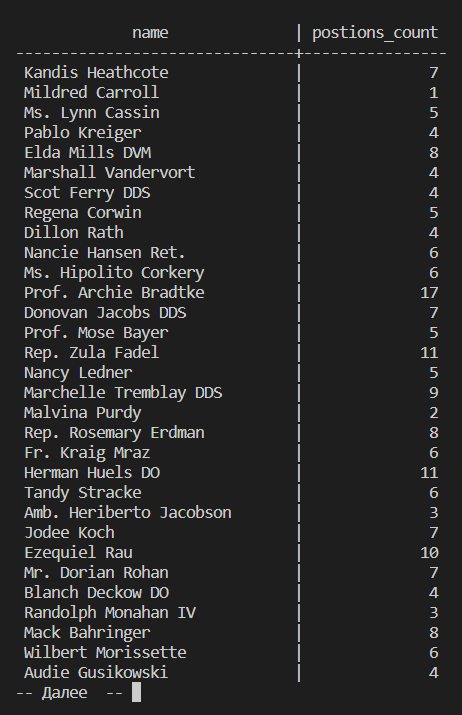 name | postions_count
-----------------------------+----------------
Kandis Heathcote | 7
Mildred Carroll | 1
Ms. Lynn Cassin | 5
Pablo Kreiger | 4
Elda Mills DVM | 8
Marshall Vandervort | 4
Scot Ferry DDS | 4
Regena Corwin | 5
Dillon Rath | 4
Nancie Hansen Ret. | 6
Ms. Hipolito Corkery | 6
Prof. Archie Bradtke | 17
Donovan Jacobs DDS | 7
Prof. Mose Bayer | 5
Rep. Zula Fadel | 11
Nancy Ledner | 5
Marchelle Tremblay DDS | 9
Malvina Purdy | 2
Rep. Rosemary Erdman | 8
Fr. Kraig Mraz | 6
Herman Huels DO | 11
Tandy Stracke | 6
Amb. Heriberto Jacobson | 3
Jodee Koch | 7
Ezequiel Rau | 10
Mr. Dorian Rohan | 7
Blanch Deckow DO | 4
Randolph Monahan IV | 3
Mack Bahringer | 8
Wilbert Morissette | 6
Audie Gusikowski | 4
-- Далее --